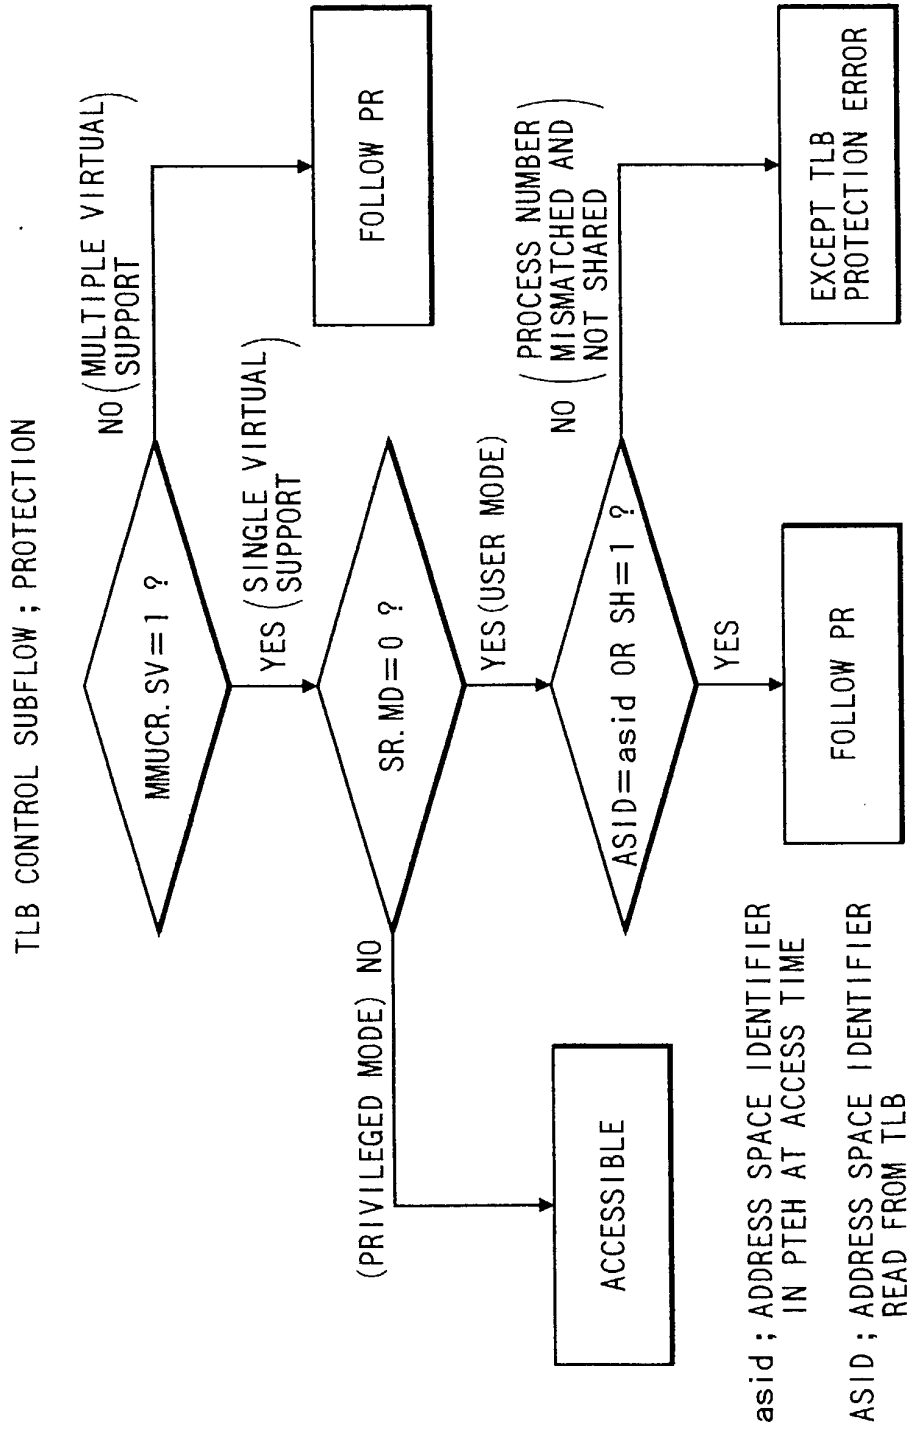 TLB CONTROL SUBFLOW ; PROTECTION
MMUCR. SV=1 ?
NO (MULTIPLE VIRTUAL
SUPPORT)
FOLLOW PR
YES (SINGLE VIRTUAL
SUPPORT)
SR. MD=0 ?
(PRIVILEGED MODE) NO
ACCESSIBLE
YES (USER MODE)
ASID=asid OR SH=1 ?
NO (PROCESS NUMBER
MISMATCHED AND
NOT SHARED)
EXCEPT TLB
PROTECTION ERROR
YES
FOLLOW PR
asid ; ADDRESS SPACE IDENTIFIER
IN PTEH AT ACCESS TIME
ASID ; ADDRESS SPACE IDENTIFIER
READ FROM TLB